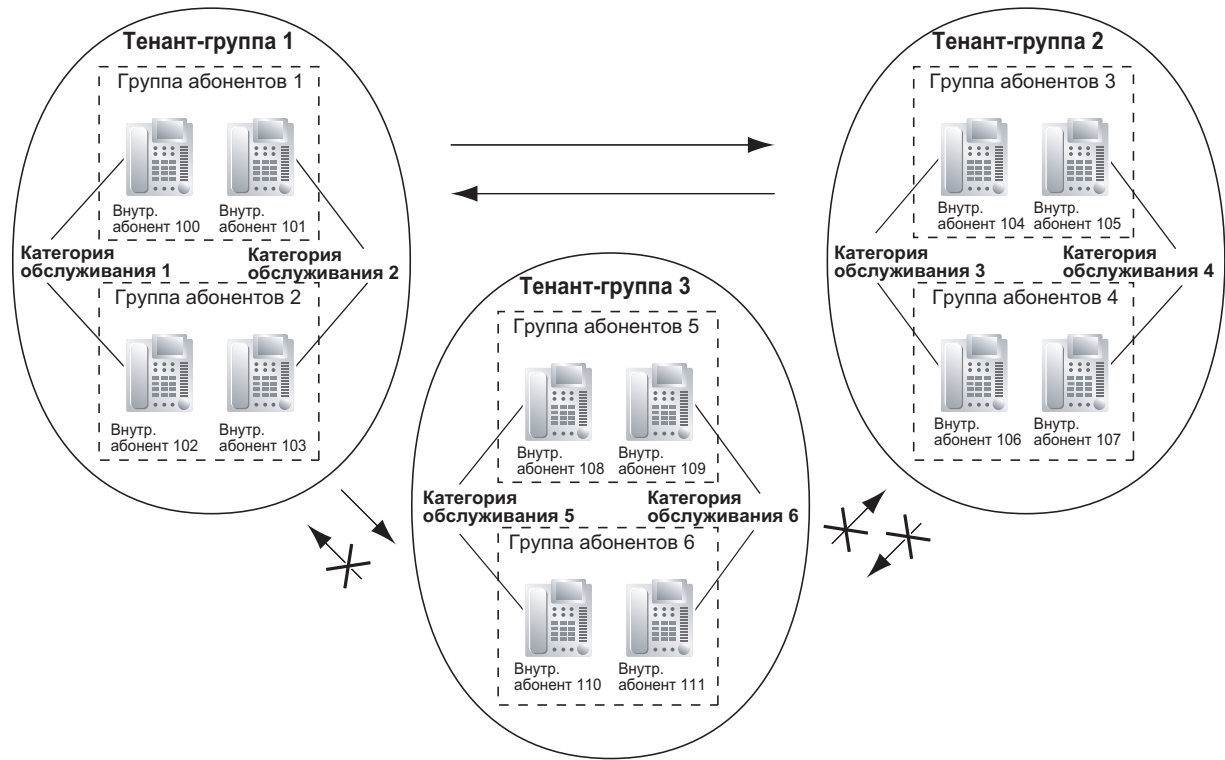 Тенант-группа 1
Группа абонентов 1
Внутр.
абонент 100
Внутр.
абонент 101
Категория
обслуживания 1
Категория
обслуживания 2
Группа абонентов 2
Внутр.
абонент 102
Внутр.
абонент 103
Тенант-группа 2
Группа абонентов 3
Внутр.
абонент 104
Внутр.
абонент 105
Категория
обслуживания 3
Категория
обслуживания 4
Группа абонентов 4
Внутр.
абонент 106
Внутр.
абонент 107
Тенант-группа 3
Группа абонентов 5
Внутр.
абонент 108
Внутр.
абонент 109
Категория
обслуживания 5
Категория
обслуживания 6
Группа абонентов 6
Внутр.
абонент 110
Внутр.
абонент 111